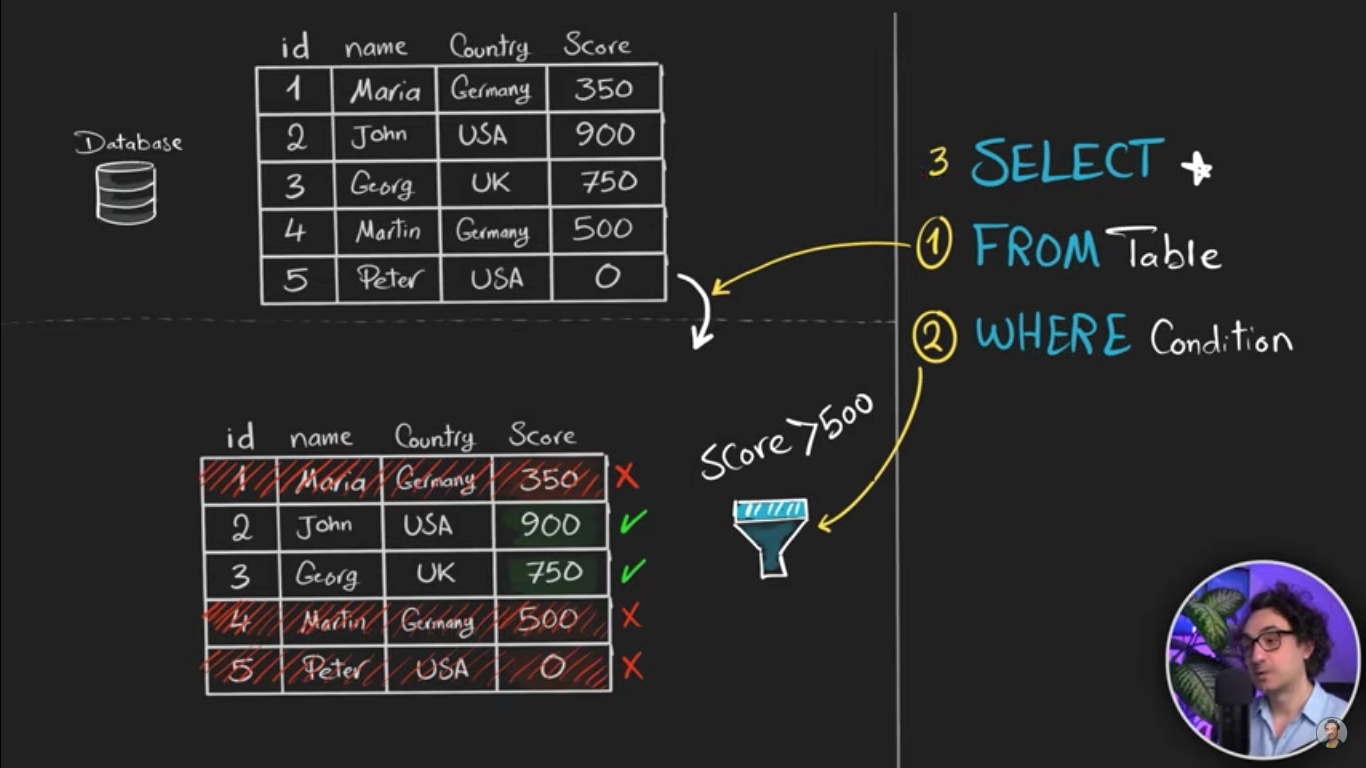 id name Country Score
1 Maria Germany 350
2 John USA 900
3 Georg UK 750
4 Martin Germany 500
5 Peter USA 0
Database
3 SELECT *
1 FROM Table
2 WHERE Condition
Score>500
id name Country Score
1 Maria Germany 350
2 John USA 900
3 Georg UK 750
4 Martin Germany 500
5 Peter USA 0